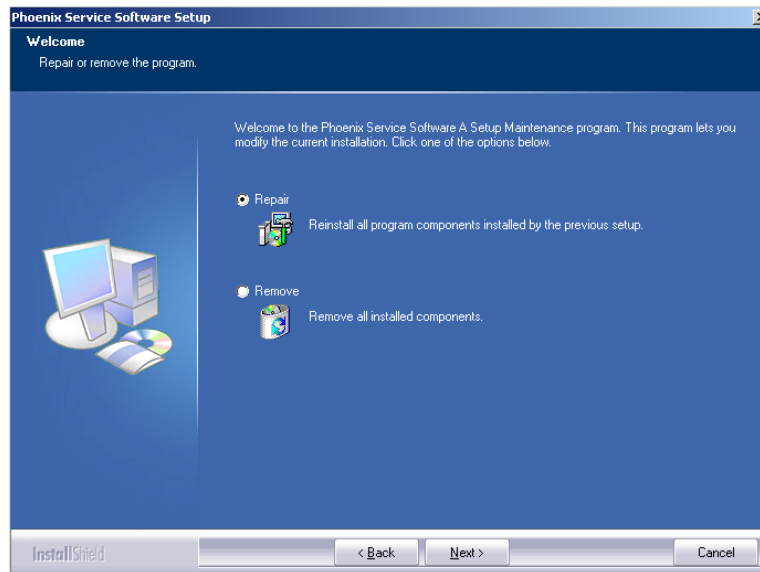 Phoenix Service Software Setup
Welcome
Repair or remove the program.
Welcome to the Phoenix Service Software A Setup Maintenance program. This program lets you
modify the current installation. Click one of the options below.
Repair
Reinstall all program components installed by the previous setup.
Remove
Remove all installed components.
InstallShield
< Back
Next >
Cancel